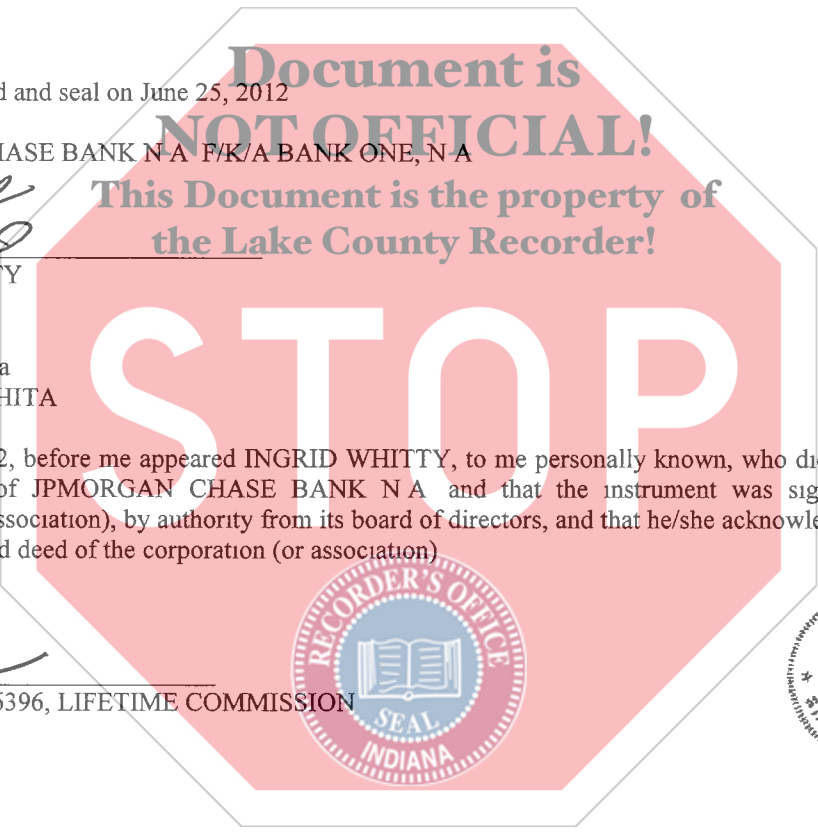 Document is
d and seal on June 25, 2012
NOT OFFICIAL!
HASE BANK N A F/K/A BANK ONE, N A
This Document is the property of
the Lake County Recorder!
TY
STOP
a
HITA
2, before me appeared INGRID WHITTY, to me personally known, who di
of JPMORGAN CHASE BANK N A and that the instrument was sig
ssociation), by authority from its board of directors, and that he/she acknowle
d deed of the corporation (or association)
RECORDER'S OFFICE
SEAL
INDIANA
5396, LIFETIME COMMISSION